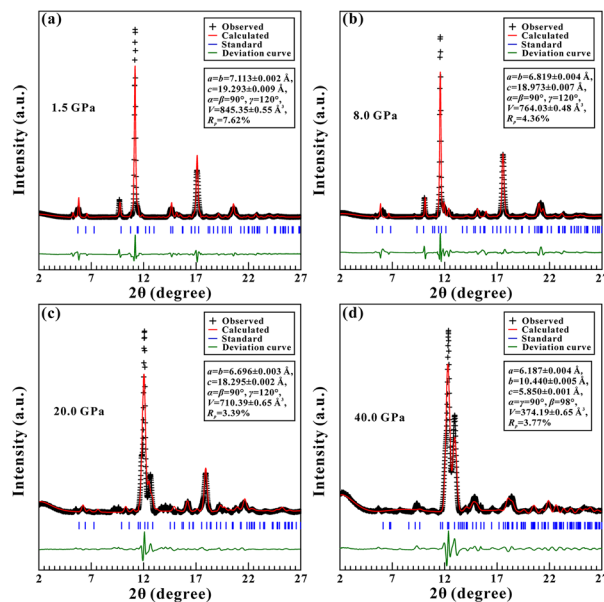 (a)
Observed
Calculated
Standard
Deviation curve
a=b=7.113±0.002 Å,
c=19.293±0.009 Å,
α=β=90°, γ=120°,
V=845.35±0.55 Å³,
Rp=7.62%
1.5 GPa
Intensity (a.u.)
2 7 12 17 22 27
2θ (degree)
(b)
Observed
Calculated
Standard
Deviation curve
a=b=6.819±0.004 Å,
c=18.973±0.007 Å,
α=β=90°, γ=120°,
V=764.03±0.48 Å³,
Rp=4.36%
8.0 GPa
Intensity (a.u.)
2 7 12 17 22 27
2θ (degree)
(c)
Observed
Calculated
Standard
Deviation curve
a=b=6.696±0.003 Å,
c=18.295±0.002 Å,
α=β=90°, γ=120°,
V=710.39±0.65 Å³,
Rp=3.39%
20.0 GPa
Intensity (a.u.)
2 7 12 17 22 27
2θ (degree)
(d)
Observed
Calculated
Standard
Deviation curve
a=6.187±0.004 Å,
b=10.440±0.005 Å,
c=5.850±0.001 Å,
α=γ=90°, β=98°,
V=374.19±0.65 Å³,
Rp=3.77%
40.0 GPa
Intensity (a.u.)
2 7 12 17 22 27
2θ (degree)